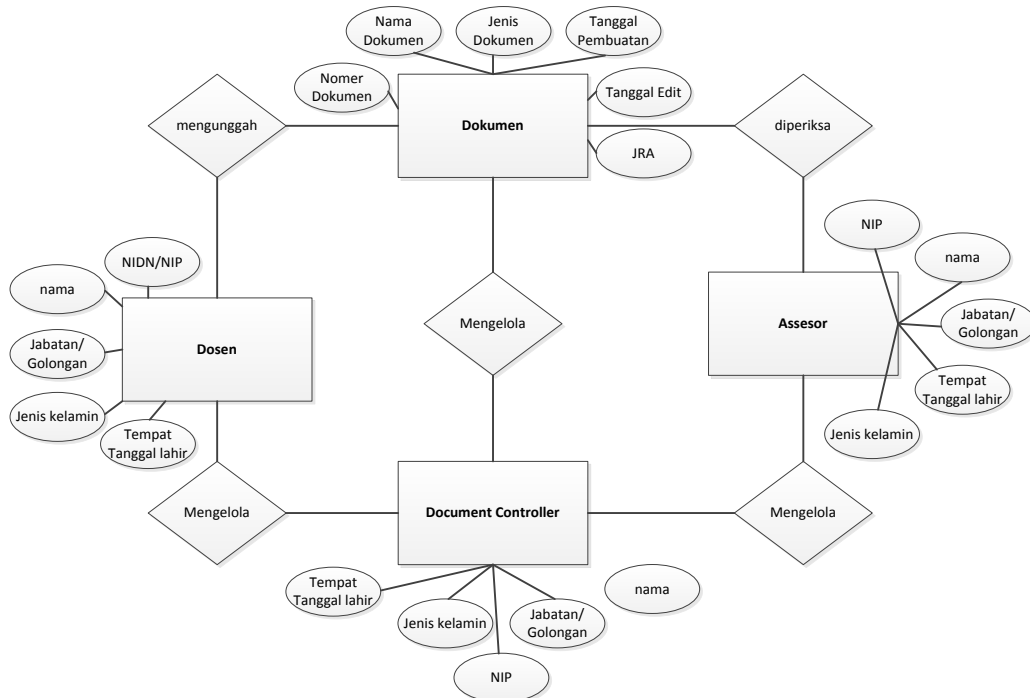 Nama
Dokumen
Jenis
Dokumen
Tanggal
Pembuatan
Nomer
Dokumen
Tanggal Edit
mengunggah
Dokumen
diperiksa
JRA
NIP
NIDN/NIP
nama
nama
Jabatan/
Golongan
Dosen
Mengelola
Assesor
Jabatan/
Golongan
Jenis kelamin
Tempat
Tanggal lahir
Tempat
Tanggal lahir
Jenis kelamin
Mengelola
Document Controller
Mengelola
Tempat
Tanggal lahir
Jenis kelamin
Jabatan/
Golongan
nama
NIP